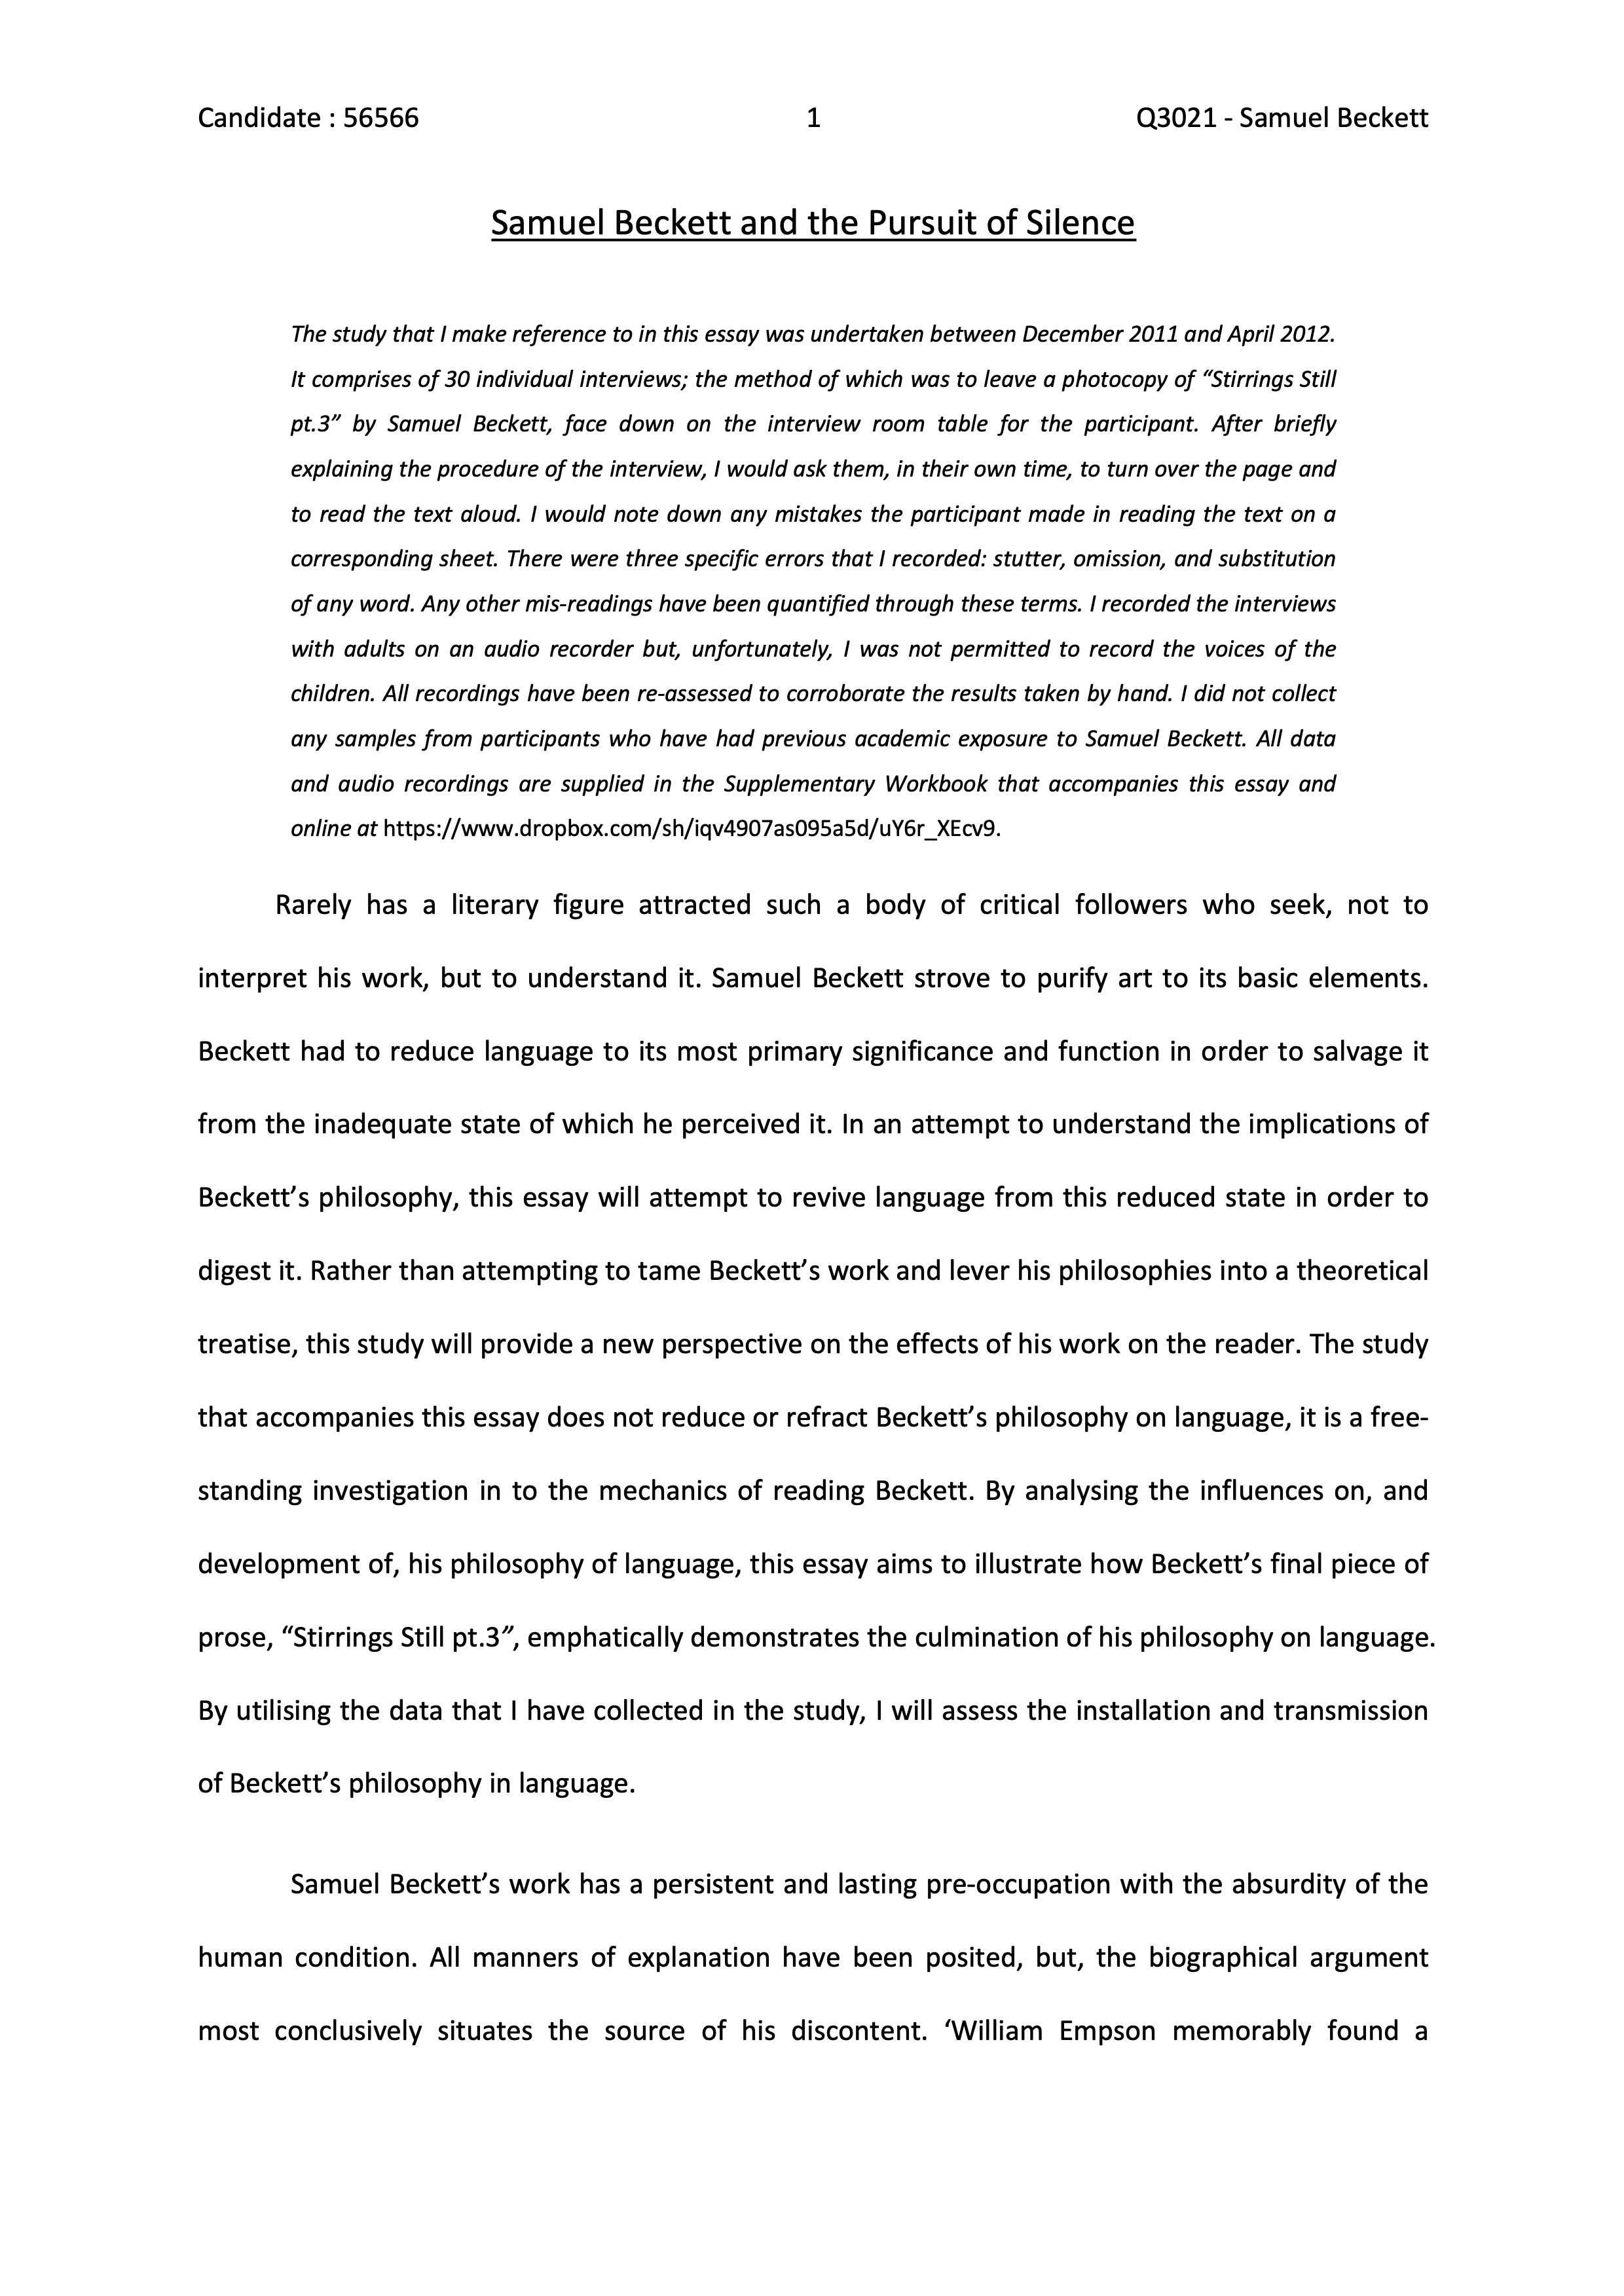 Candidate : 56566 1 Q3021 - Samuel Beckett
Samuel Beckett and the Pursuit of Silence
The study that I make reference to in this essay was undertaken between December 2011 and April 2012.
It comprises of 30 individual interviews; the method of which was to leave a photocopy of “Stirrings Still
pt.3” by Samuel Beckett, face down on the interview room table for the participant. After briefly
explaining the procedure of the interview, I would ask them, in their own time, to turn over the page and
to read the text aloud. I would note down any mistakes the participant made in reading the text on a
corresponding sheet. There were three specific errors that I recorded: stutter, omission, and substitution
of any word. Any other mis-readings have been quantified through these terms. I recorded the interviews
with adults on an audio recorder but, unfortunately, I was not permitted to record the voices of the
children. All recordings have been re-assessed to corroborate the results taken by hand. I did not collect
any samples from participants who have had previous academic exposure to Samuel Beckett. All data
and audio recordings are supplied in the Supplementary Workbook that accompanies this essay and
online at https://www.dropbox.com/sh/iqv4907as095a5d/uY6r_XEcv9.
Rarely has a literary figure attracted such a body of critical followers who seek, not to
interpret his work, but to understand it. Samuel Beckett strove to purify art to its basic elements.
Beckett had to reduce language to its most primary significance and function in order to salvage it
from the inadequate state of which he perceived it. In an attempt to understand the implications of
Beckett’s philosophy, this essay will attempt to revive language from this reduced state in order to
digest it. Rather than attempting to tame Beckett’s work and lever his philosophies into a theoretical
treatise, this study will provide a new perspective on the effects of his work on the reader. The study
that accompanies this essay does not reduce or refract Beckett’s philosophy on language, it is a free-
standing investigation in to the mechanics of reading Beckett. By analysing the influences on, and
development of, his philosophy of language, this essay aims to illustrate how Beckett’s final piece of
prose, “Stirrings Still pt.3”, emphatically demonstrates the culmination of his philosophy on language.
By utilising the data that I have collected in the study, I will assess the installation and transmission
of Beckett’s philosophy in language.
Samuel Beckett’s work has a persistent and lasting pre-occupation with the absurdity of the
human condition. All manners of explanation have been posited, but, the biographical argument
most conclusively situates the source of his discontent. ‘William Empson memorably found a